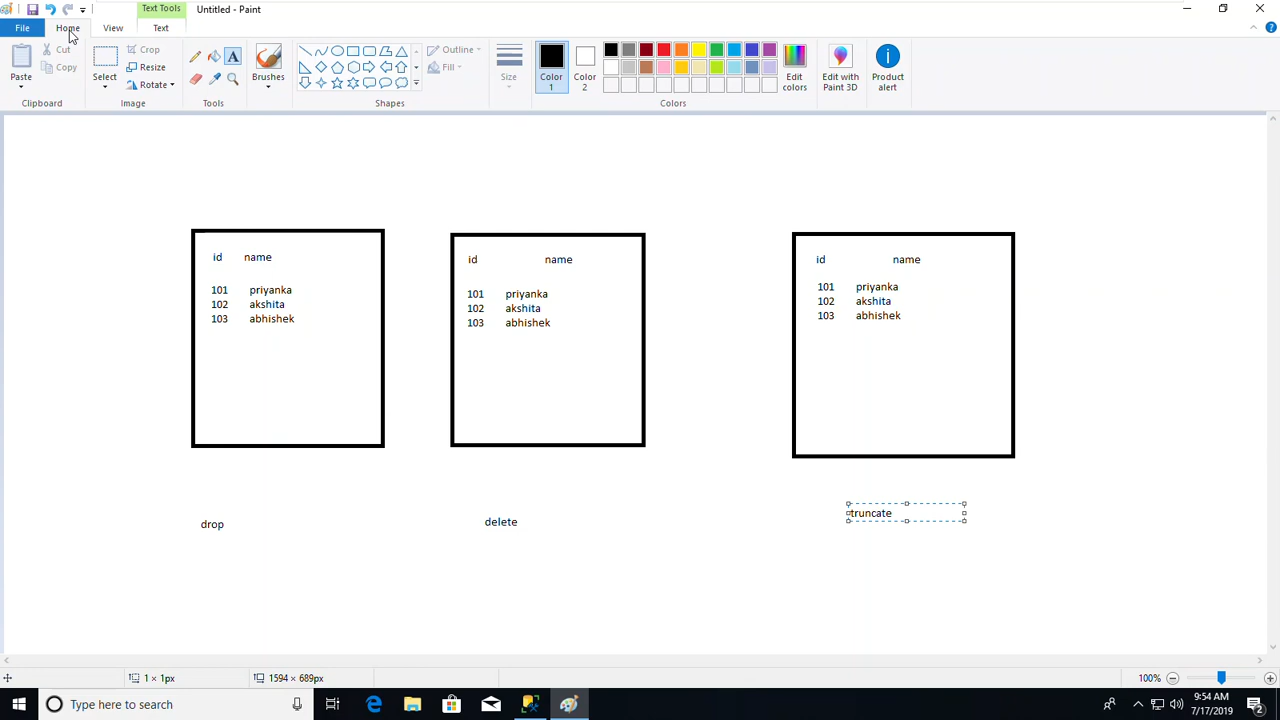 Text Tools
Untitled - Paint
File
Home
View
Text
Paste
Cut
Copy
Clipboard
Select
Crop
Resize
Rotate
Image
A
Tools
Brushes
Shapes
Outline
Fill
Size
Color 1
Color 2
Colors
Edit colors
Edit with Paint 3D
Product alert
id name
101 priyanka
102 akshita
103 abhishek
drop
id name
101 priyanka
102 akshita
103 abhishek
delete
id name
101 priyanka
102 akshita
103 abhishek
truncate
1 × 1px
1594 × 689px
100%
Type here to search
9:54 AM
7/17/2019
2